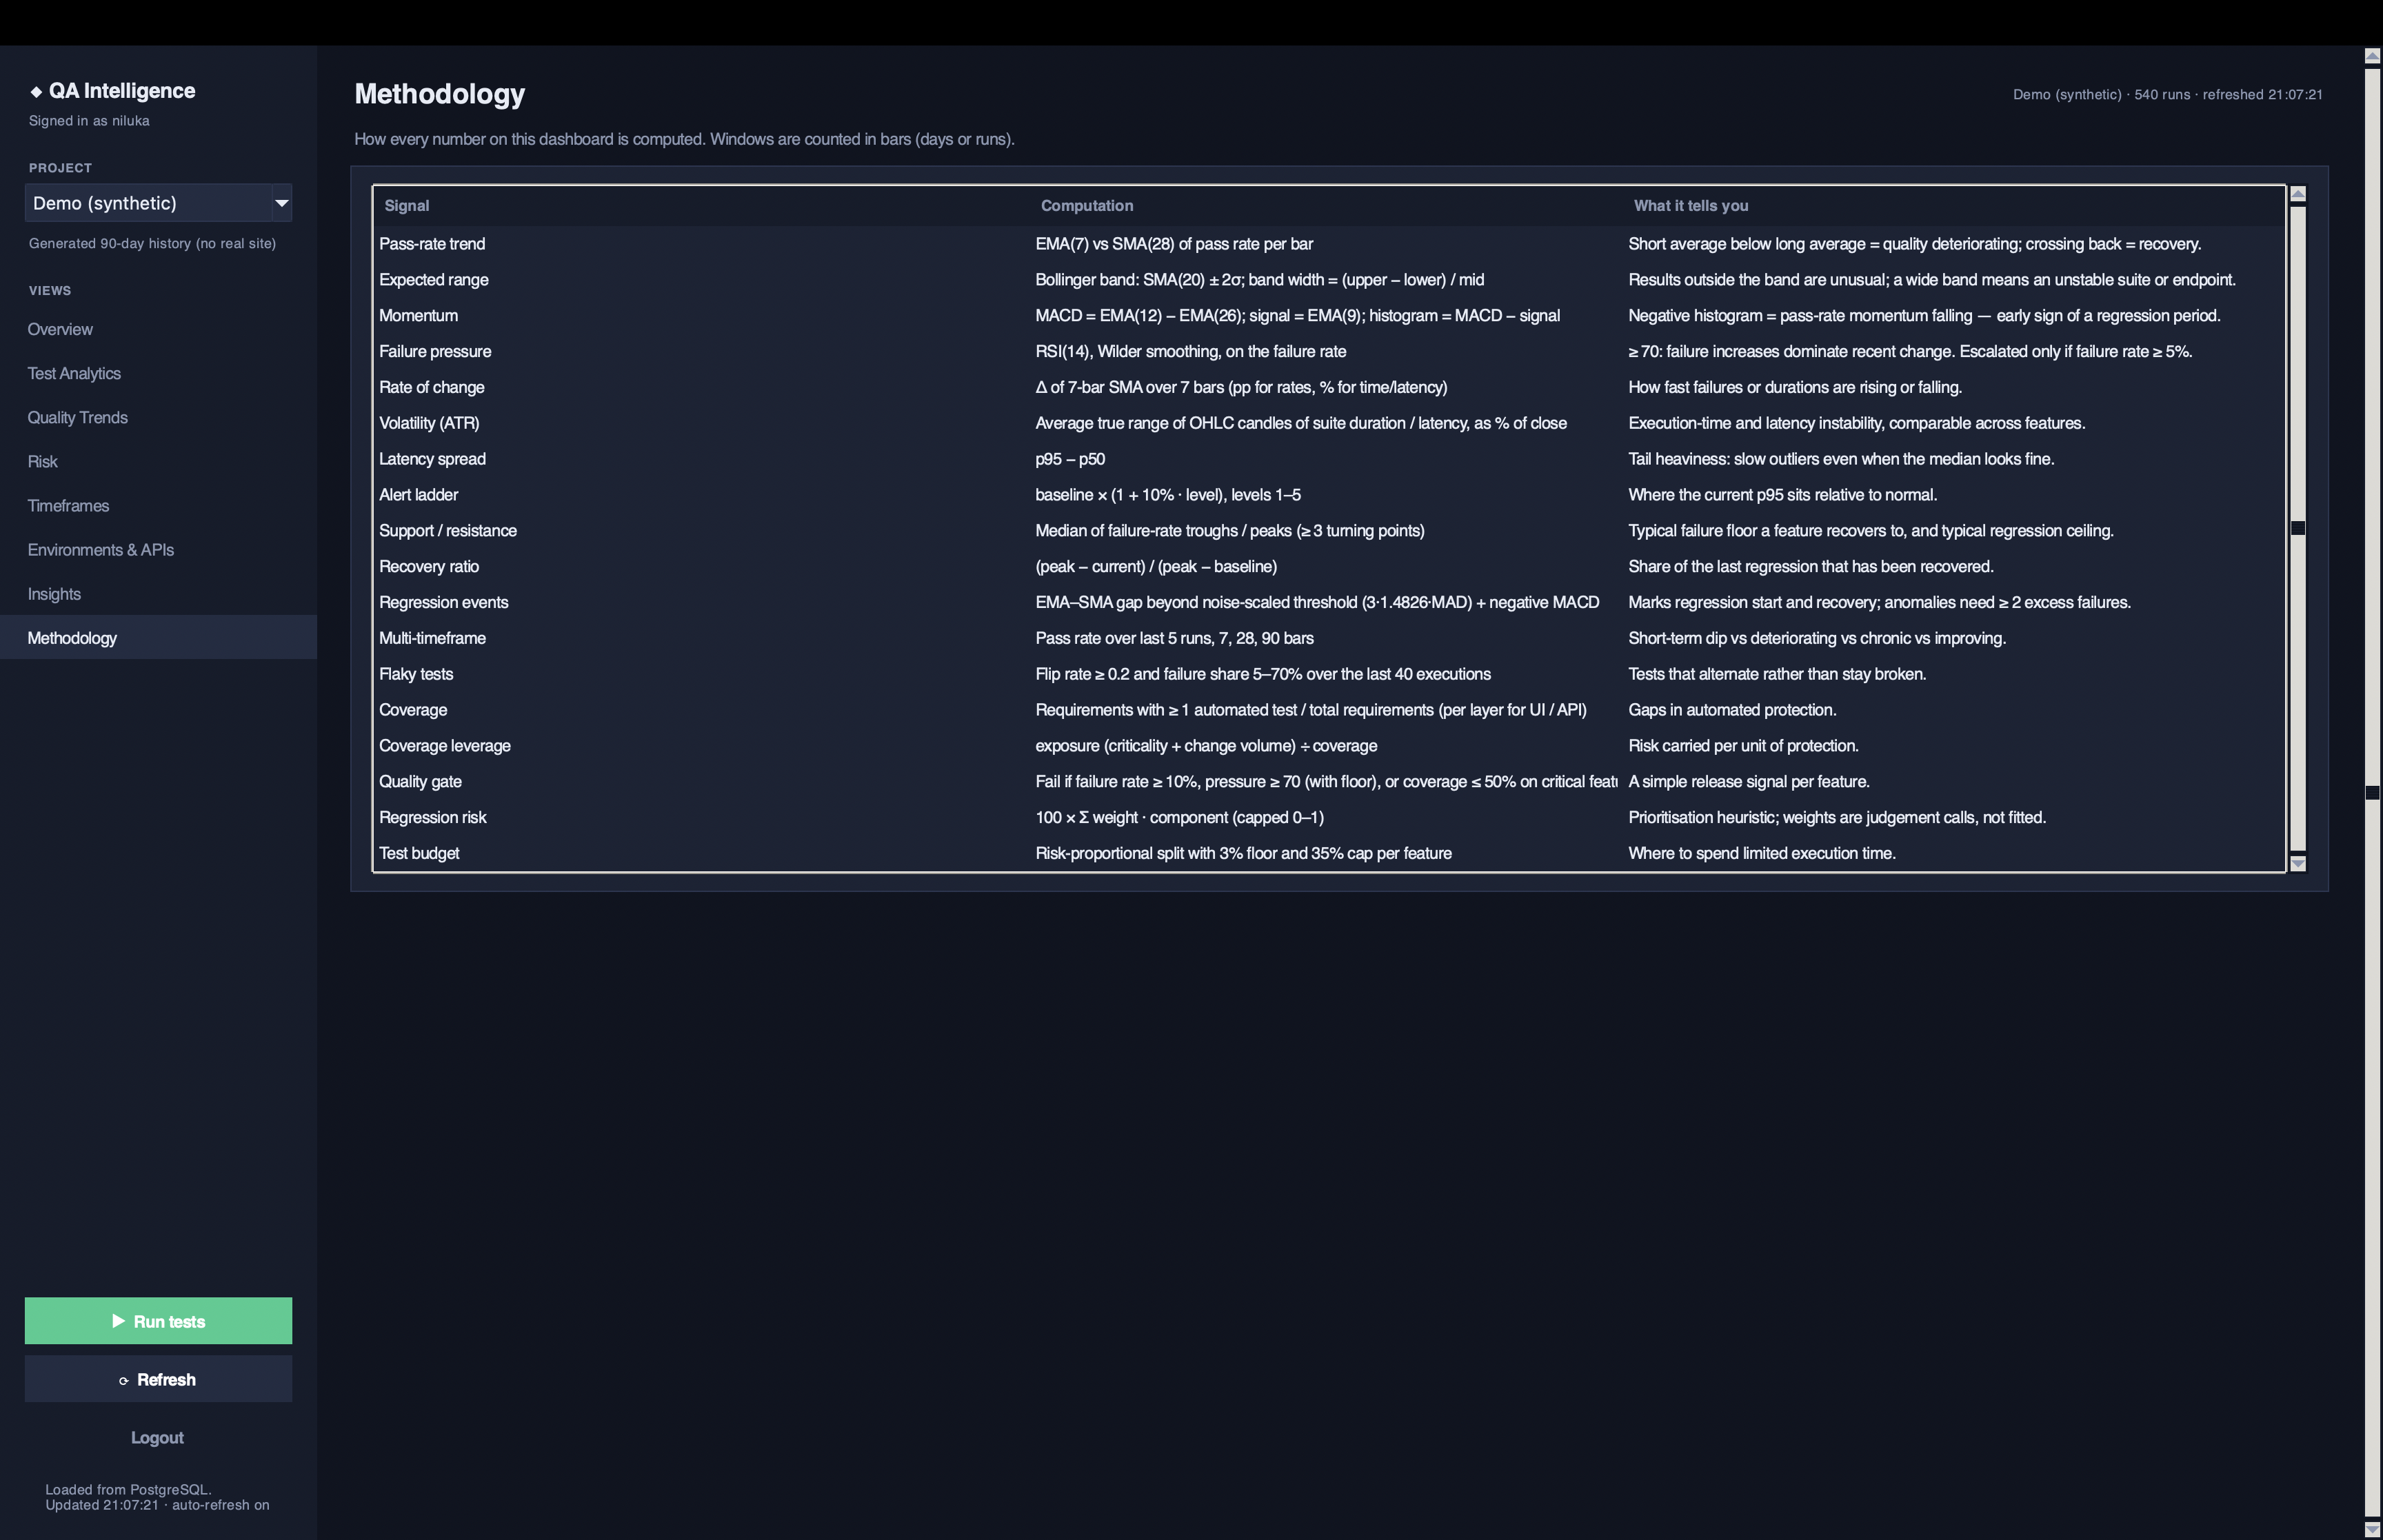 ◆ QA Intelligence
Signed in as niluka
PROJECT
Demo (synthetic)
Generated 90-day history (no real site)
VIEWS
Overview
Test Analytics
Quality Trends
Risk
Timeframes
Environments & APIs
Insights
Methodology
▶ Run tests
⟳ Refresh
Logout
Loaded from PostgreSQL.
Updated 21:07:21 · auto-refresh on
Methodology
Demo (synthetic) · 540 runs · refreshed 21:07:21
How every number on this dashboard is computed. Windows are counted in bars (days or runs).
Signal Computation What it tells you
Pass-rate trend EMA(7) vs SMA(28) of pass rate per bar Short average below long average = quality deteriorating; crossing back = recovery.
Expected range Bollinger band: SMA(20) ± 2σ; band width = (upper − lower) / mid Results outside the band are unusual; a wide band means an unstable suite or endpoint.
Momentum MACD = EMA(12) − EMA(26); signal = EMA(9); histogram = MACD − signal Negative histogram = pass-rate momentum falling — early sign of a regression period.
Failure pressure RSI(14), Wilder smoothing, on the failure rate ≥ 70: failure increases dominate recent change. Escalated only if failure rate ≥ 5%.
Rate of change Δ of 7-bar SMA over 7 bars (pp for rates, % for time/latency) How fast failures or durations are rising or falling.
Volatility (ATR) Average true range of OHLC candles of suite duration / latency, as % of close Execution-time and latency instability, comparable across features.
Latency spread p95 − p50 Tail heaviness: slow outliers even when the median looks fine.
Alert ladder baseline × (1 + 10% · level), levels 1–5 Where the current p95 sits relative to normal.
Support / resistance Median of failure-rate troughs / peaks (≥ 3 turning points) Typical failure floor a feature recovers to, and typical regression ceiling.
Recovery ratio (peak − current) / (peak − baseline) Share of the last regression that has been recovered.
Regression events EMA–SMA gap beyond noise-scaled threshold (3·1.4826·MAD) + negative MACD Marks regression start and recovery; anomalies need ≥ 2 excess failures.
Multi-timeframe Pass rate over last 5 runs, 7, 28, 90 bars Short-term dip vs deteriorating vs chronic vs improving.
Flaky tests Flip rate ≥ 0.2 and failure share 5–70% over the last 40 executions Tests that alternate rather than stay broken.
Coverage Requirements with ≥ 1 automated test / total requirements (per layer for UI / API) Gaps in automated protection.
Coverage leverage exposure (criticality + change volume) ÷ coverage Risk carried per unit of protection.
Quality gate Fail if failure rate ≥ 10%, pressure ≥ 70 (with floor), or coverage ≤ 50% on critical A simple release signal per feature.
Regression risk 100 × Σ weight · component (capped 0–1) Prioritisation heuristic; weights are judgement calls, not fitted.
Test budget Risk-proportional split with 3% floor and 35% cap per feature Where to spend limited execution time.